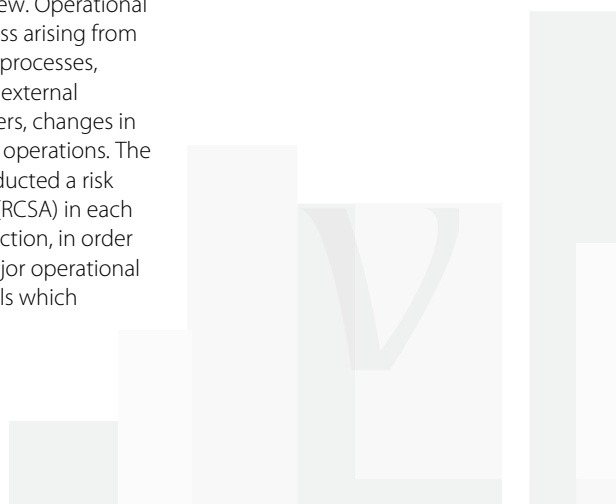 ew. Operational
ss arising from
processes,
external
ers, changes in
operations. The
ducted a risk
(RCSA) in each
ction, in order
jor operational
ls which
V